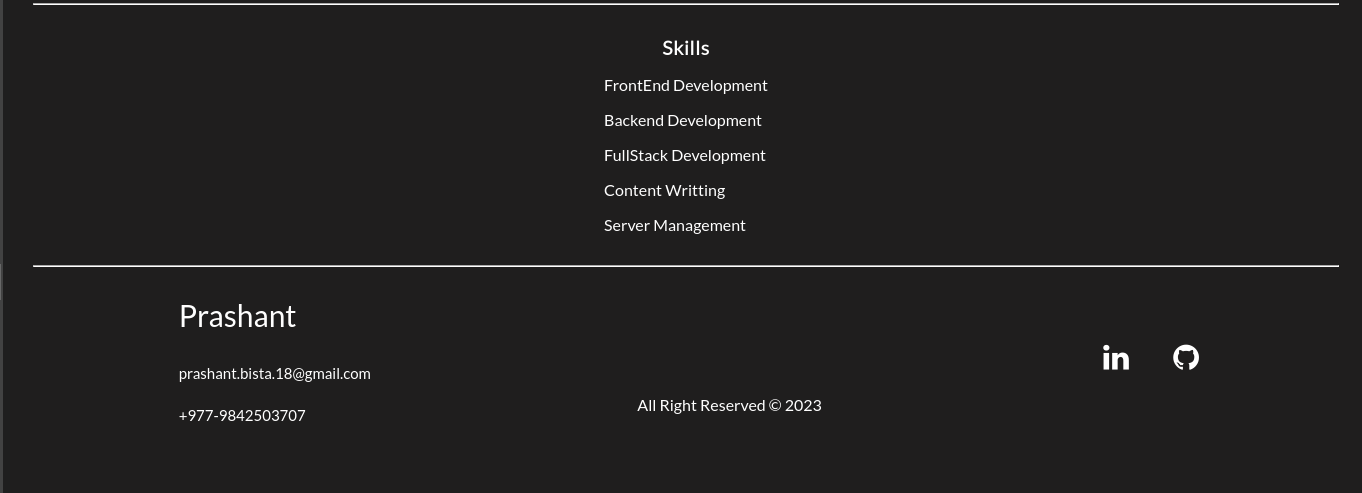 Skills
FrontEnd Development
Backend Development
FullStack Development
Content Writting
Server Management
Prashant
prashant.bista.18@gmail.com
+977-9842503707
All Right Reserved © 2023
in